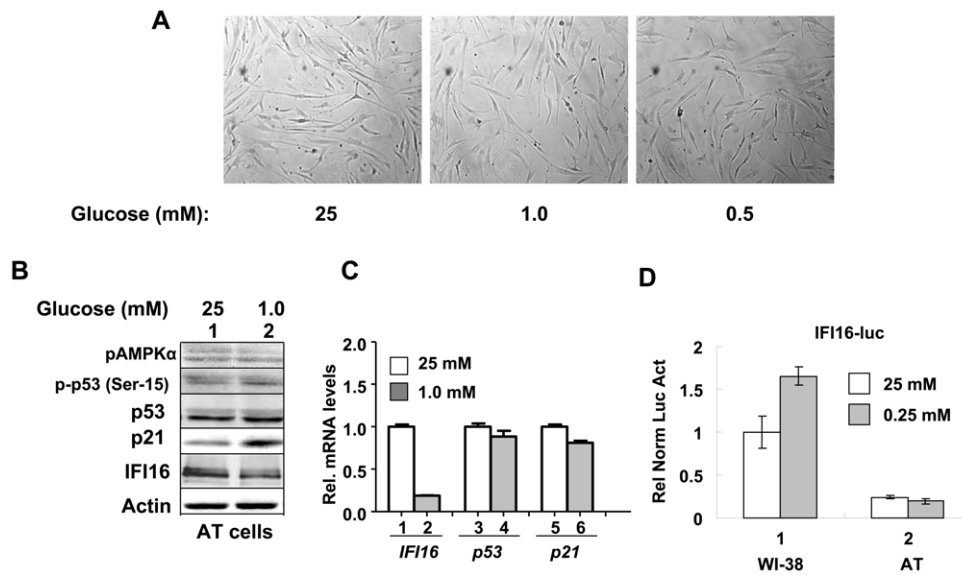 A
Glucose (mM): 25 1.0 0.5
B
Glucose (mM) 25 1.0
1 2
pAMPKα
p-p53 (Ser-15)
p53
p21
IFI16
Actin
AT cells
C
Rel. mRNA levels
2.0
1.5
1.0
0.5
0.0
25 mM
1.0 mM
1 2 3 4 5 6
IFI16 p53 p21
D
IFI16-luc
Rel Norm Luc Act
2
1.5
1
0.5
0
25 mM
0.25 mM
1 2
WI-38 AT